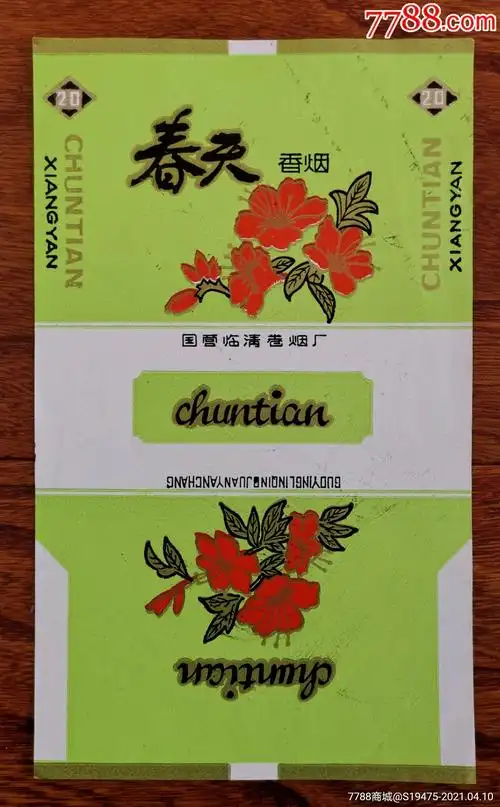 7788.com
20
20
CHUNTIAN
XIANGYAN
春天
香烟
CHUNTIAN
XIANGYAN
国营临清卷烟厂
chuntian
GUOYINGLINQINGJUANYANCHANG
chuntian
7788商城@S19475-2021.04.10